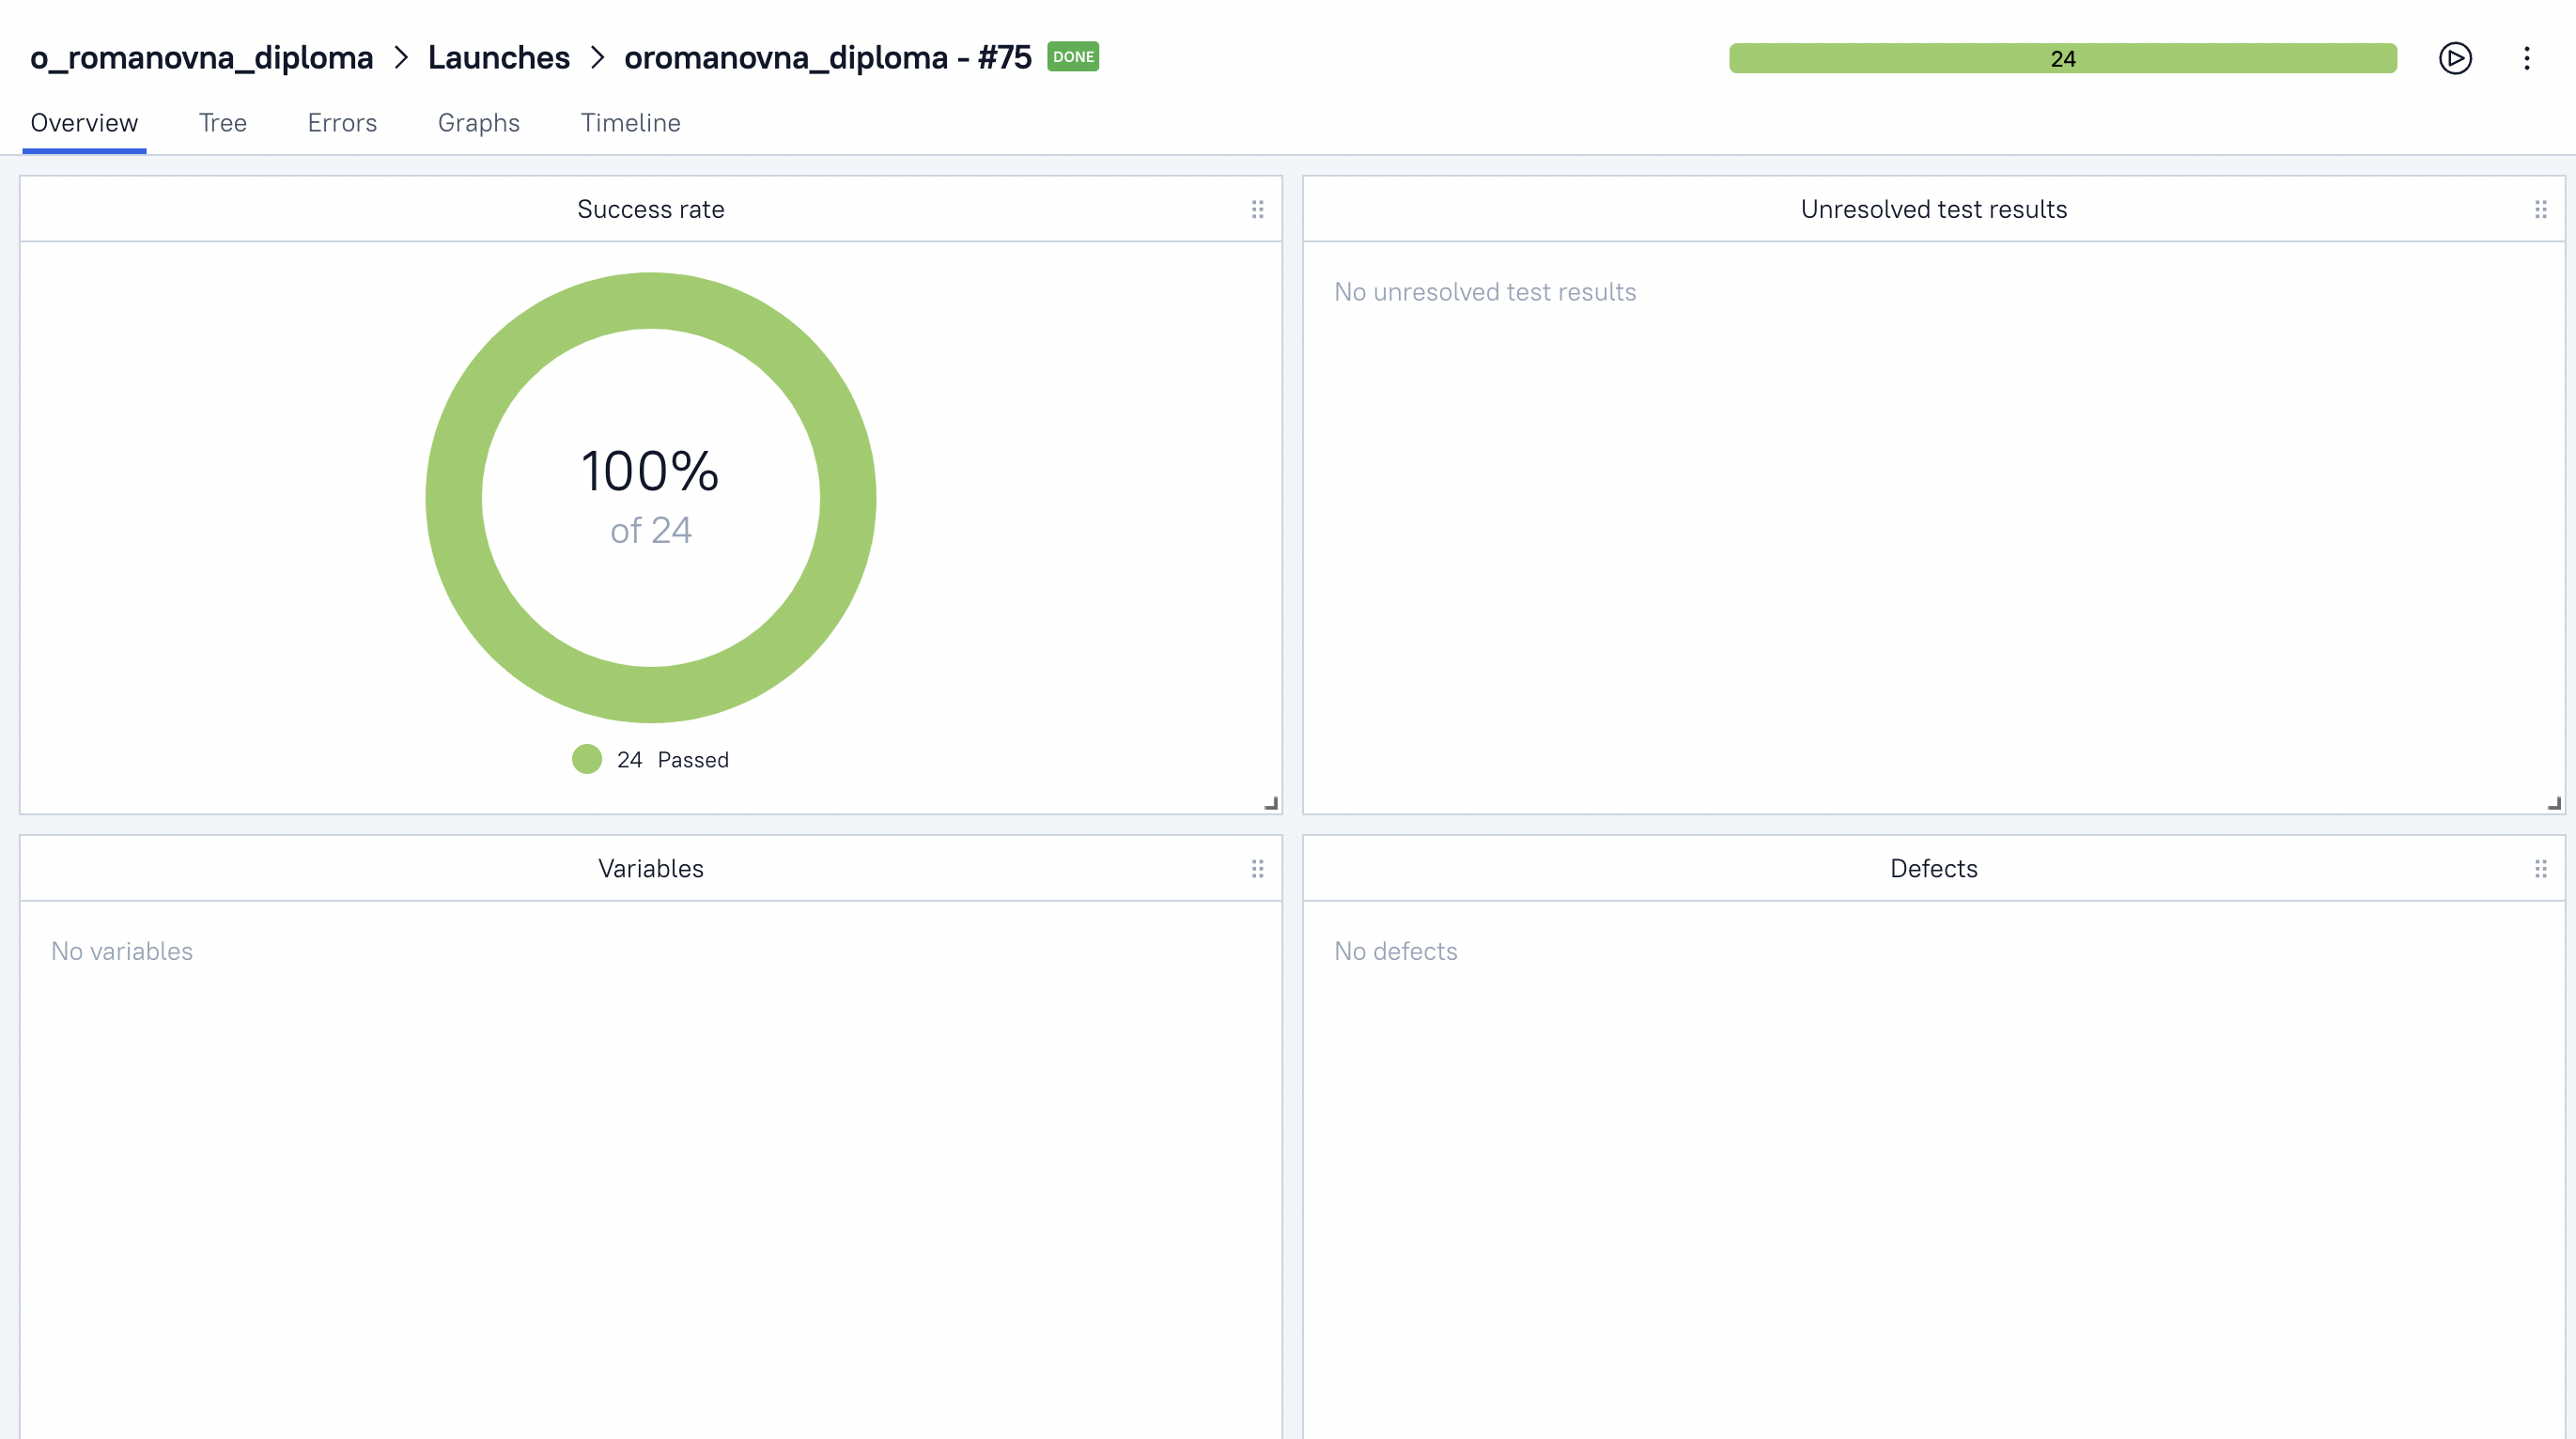 o_romanovna_diploma > Launches > oromanovna_diploma - #75 DONE 24
Overview Tree Errors Graphs Timeline
Success rate
100%
of 24
24 Passed
Unresolved test results
No unresolved test results
Variables
No variables
Defects
No defects